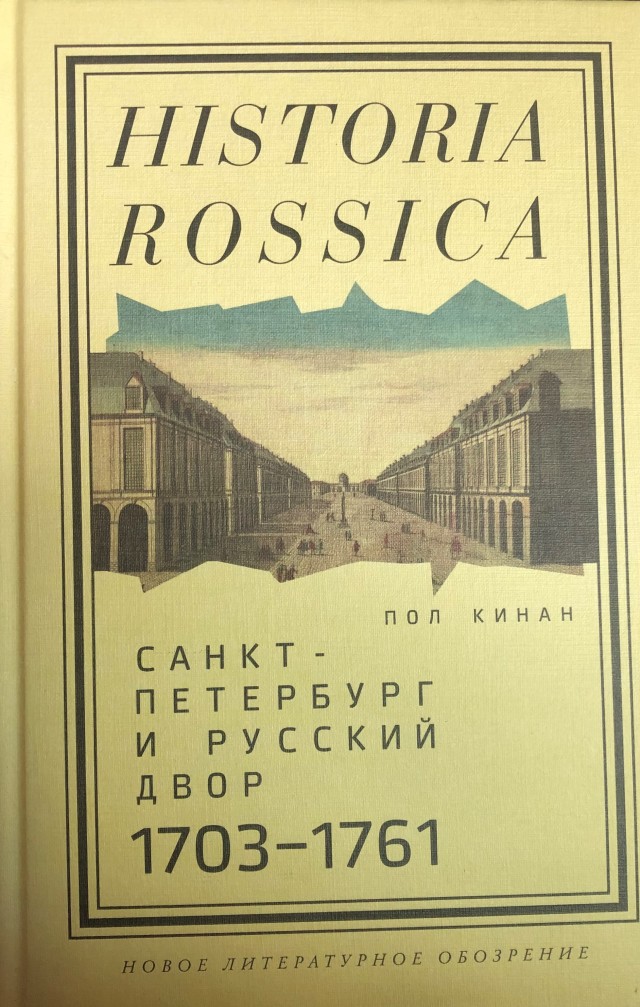 HISTORIA
ROSSICA
ПОЛ КИНАН
САНКТ-
ПЕТЕРБУРГ
И РУССКИЙ
ДВОР
1703–1761
НОВОЕ ЛИТЕРАТУРНОЕ ОБОЗРЕНИЕ